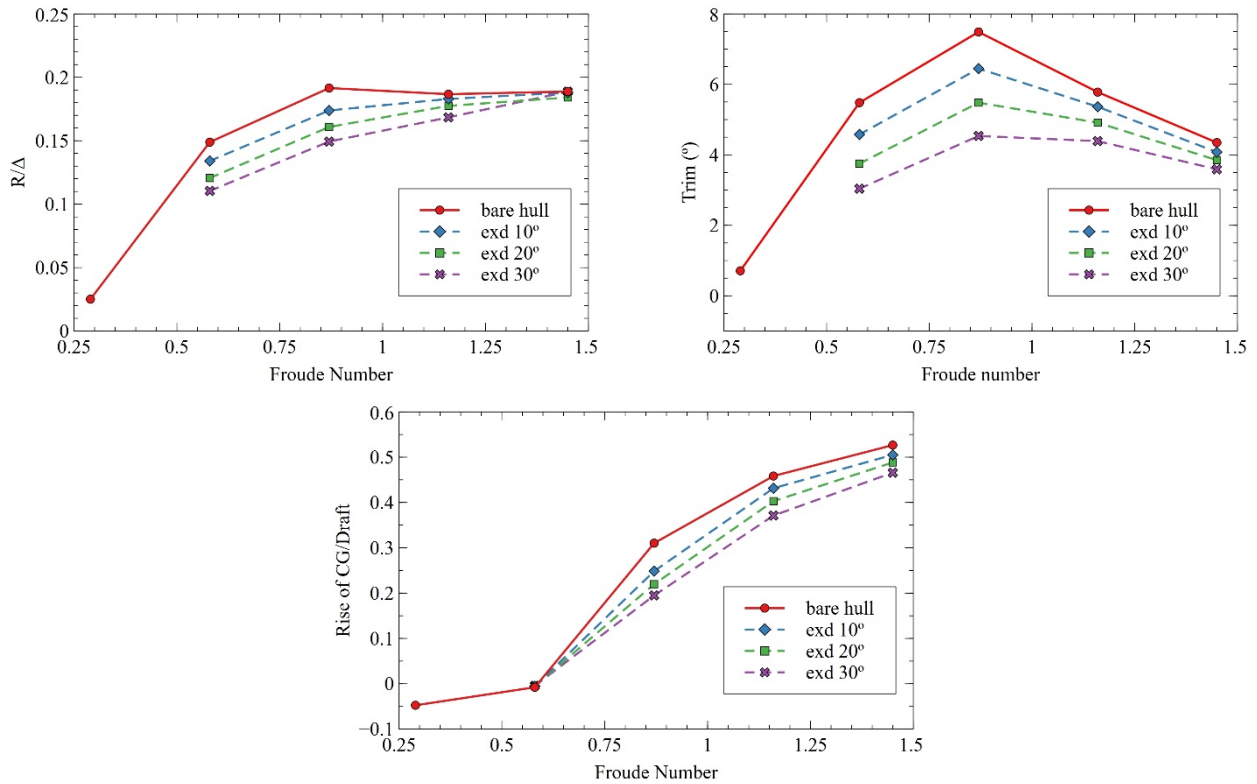 0.25
0.2
0.15
0.1
0.05
0
R/Δ
0.25 0.5 0.75 1 1.25 1.5
Froude Number
bare hull
exd 10º
exd 20º
exd 30º
8
6
4
2
0
Trim (º)
0.25 0.5 0.75 1 1.25 1.5
Froude number
bare hull
exd 10º
exd 20º
exd 30º
0.6
0.5
0.4
0.3
0.2
0.1
0
−0.1
Rise of CG/Draft
0.25 0.5 0.75 1 1.25 1.5
Froude Number
bare hull
exd 10º
exd 20º
exd 30º